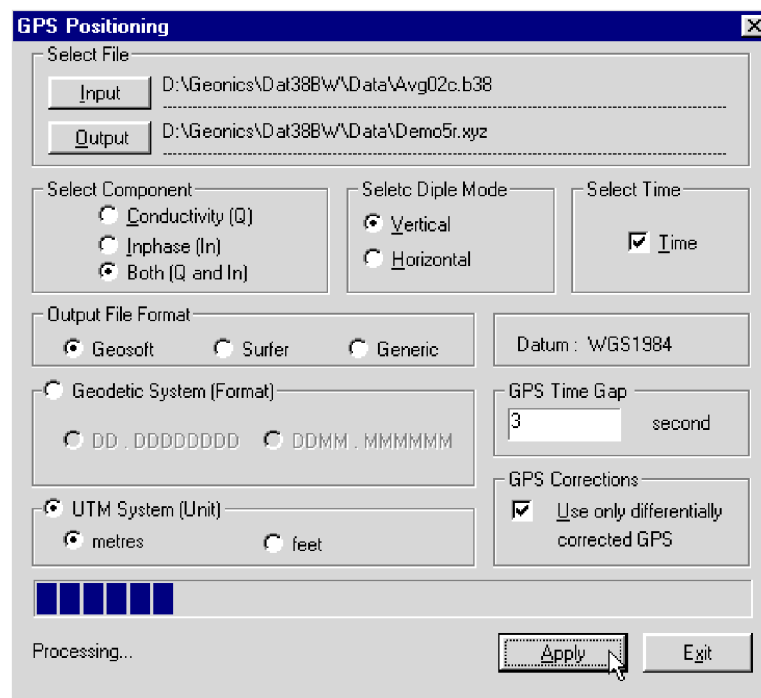 GPS Positioning
Select File
Input D:\Geonics\Dat38BW\Data\Avg02c.b38
Output D:\Geonics\Dat38BW\Data\Demo5r.xyz
Select Component
Conductivity (Q)
Inphase (In)
Both (Q and In)
Seletc Diple Mode
Vertical
Horizontal
Select Time
Time
Output File Format
Geosoft Surfer Generic
Datum : WGS1984
Geodetic System (Format)
DD . DDDDDDDD DDMM . MMMMMM
GPS Time Gap
3 second
UTM System (Unit)
metres feet
GPS Corrections
Use only differentially
corrected GPS
Processing...
Apply Exit